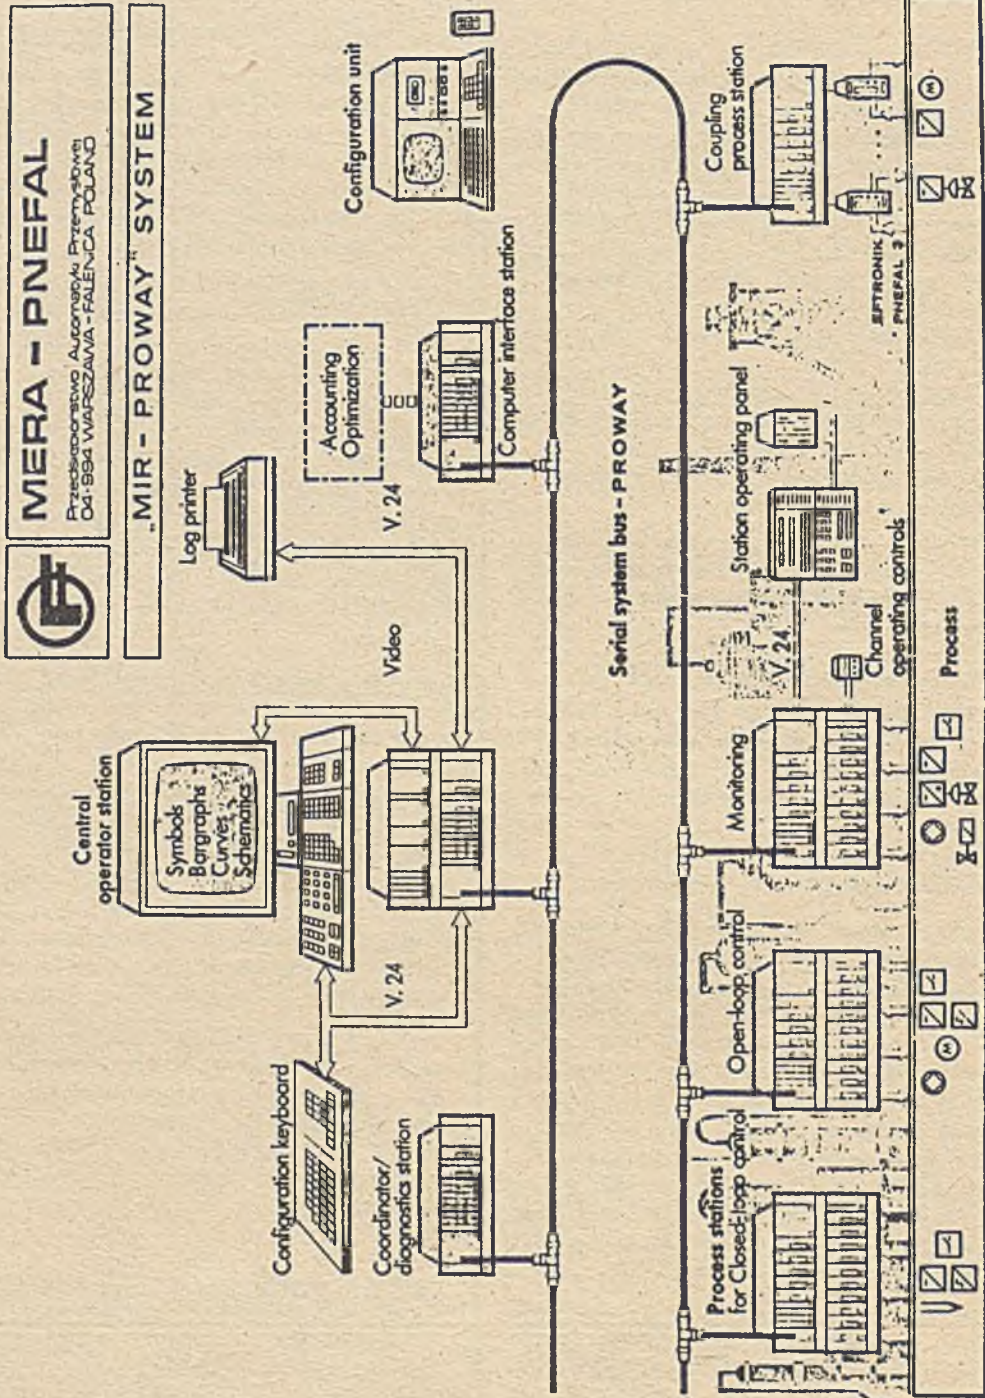 MERA - PNEFAL
Przedsiębiorstwo Automatyki Przemysłowej
04-994 WARSZAWA-FALENICA POLAND
„MIR - PROWAY" SYSTEM
Log printer
Configuration unit
Central
operator station
Symbols
Bargraphs
Curves
Schematics
Video
V. 24
Accounting
Optimization
Computer interface station
Configuration keyboard
V. 24
Coordinator/
diagnostics station
Serial system bus - PROWAY
Process stations
for Closed-loop control
Open-loop control
Monitoring
V. 24
Station operating panel
Channel
operating controls
Coupling
process station
EFTRONIK
PNEFAL 3
Process
M
M